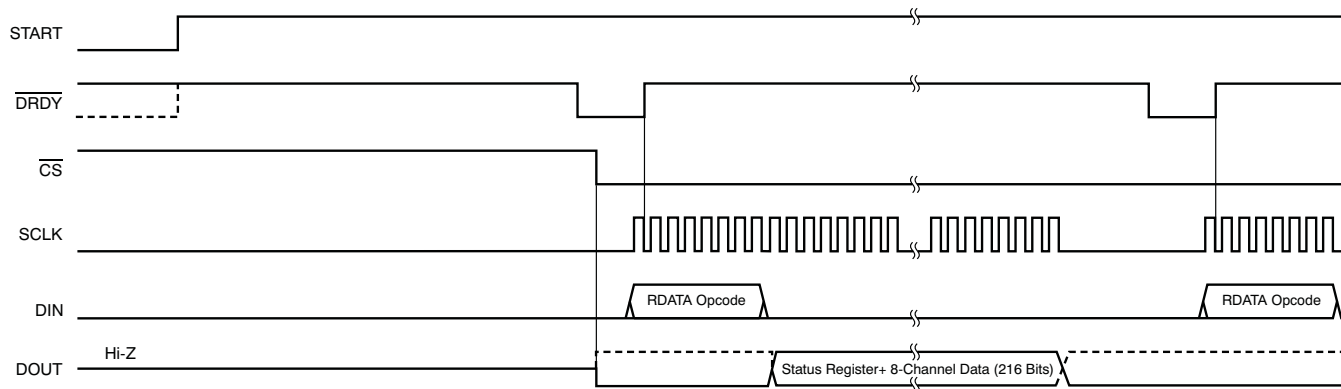 START
DRDY
CS
SCLK
DIN
RDATA Opcode
RDATA Opcode
Hi-Z
DOUT
Status Register+ 8-Channel Data (216 Bits)